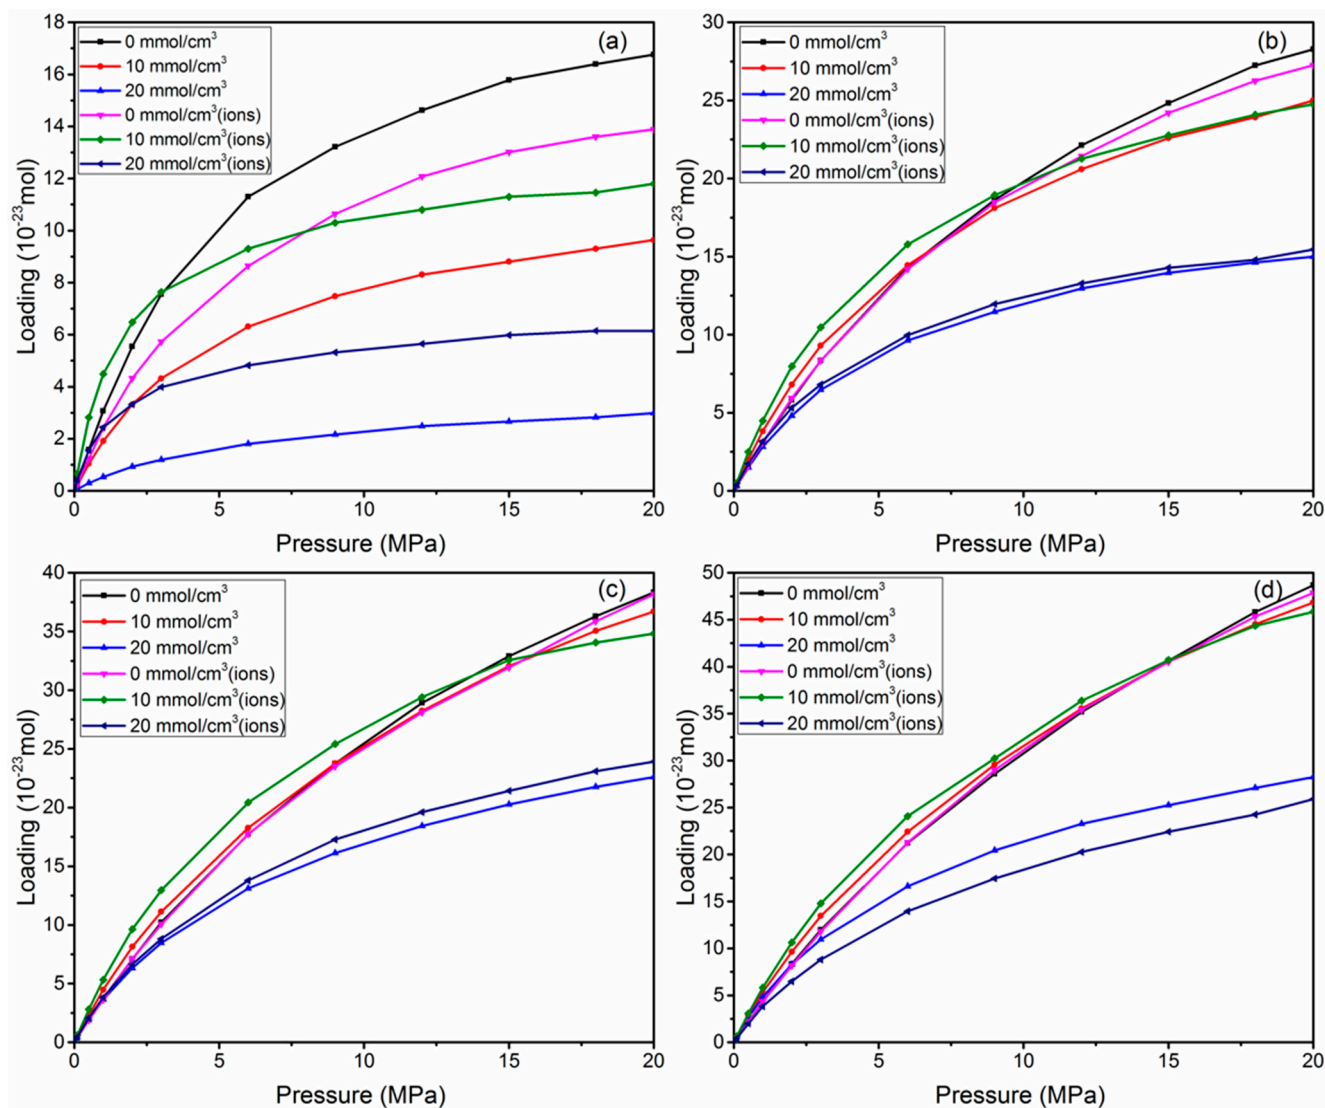 (a)
0 mmol/cm³
10 mmol/cm³
20 mmol/cm³
0 mmol/cm³(ions)
10 mmol/cm³(ions)
20 mmol/cm³(ions)
18
16
14
12
10
8
6
4
2
0
Loading (10⁻²³mol)
0 5 10 15 20
Pressure (MPa)
(b)
0 mmol/cm³
10 mmol/cm³
20 mmol/cm³
0 mmol/cm³(ions)
10 mmol/cm³(ions)
20 mmol/cm³(ions)
30
25
20
15
10
5
0
Loading (10⁻²³mol)
0 5 10 15 20
Pressure (MPa)
(c)
0 mmol/cm³
10 mmol/cm³
20 mmol/cm³
0 mmol/cm³(ions)
10 mmol/cm³(ions)
20 mmol/cm³(ions)
40
35
30
25
20
15
10
5
0
Loading (10⁻²³mol)
0 5 10 15 20
Pressure (MPa)
(d)
0 mmol/cm³
10 mmol/cm³
20 mmol/cm³
0 mmol/cm³(ions)
10 mmol/cm³(ions)
20 mmol/cm³(ions)
50
45
40
35
30
25
20
15
10
5
0
Loading (10⁻²³mol)
0 5 10 15 20
Pressure (MPa)